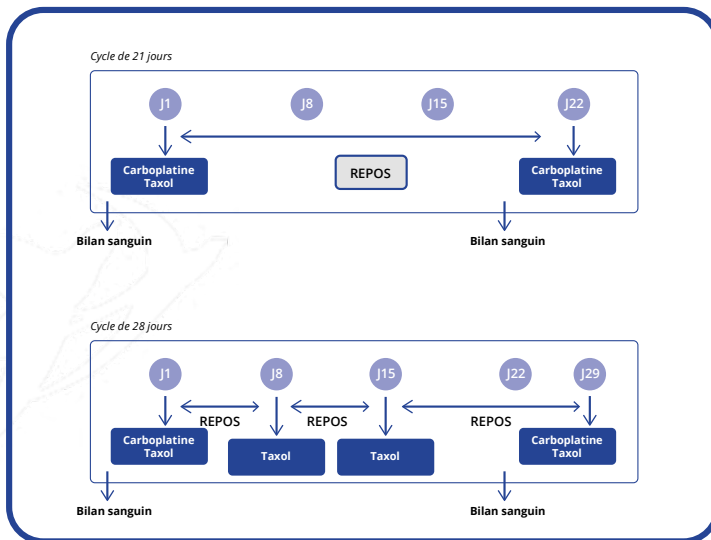 Cycle de 21 jours
J1
J8
J15
J22
Carboplatine
Taxol
REPOS
Carboplatine
Taxol
Bilan sanguin
Bilan sanguin
Cycle de 28 jours
J1
J8
J15
J22
J29
REPOS
REPOS
REPOS
Carboplatine
Taxol
Taxol
Taxol
Carboplatine
Taxol
Bilan sanguin
Bilan sanguin